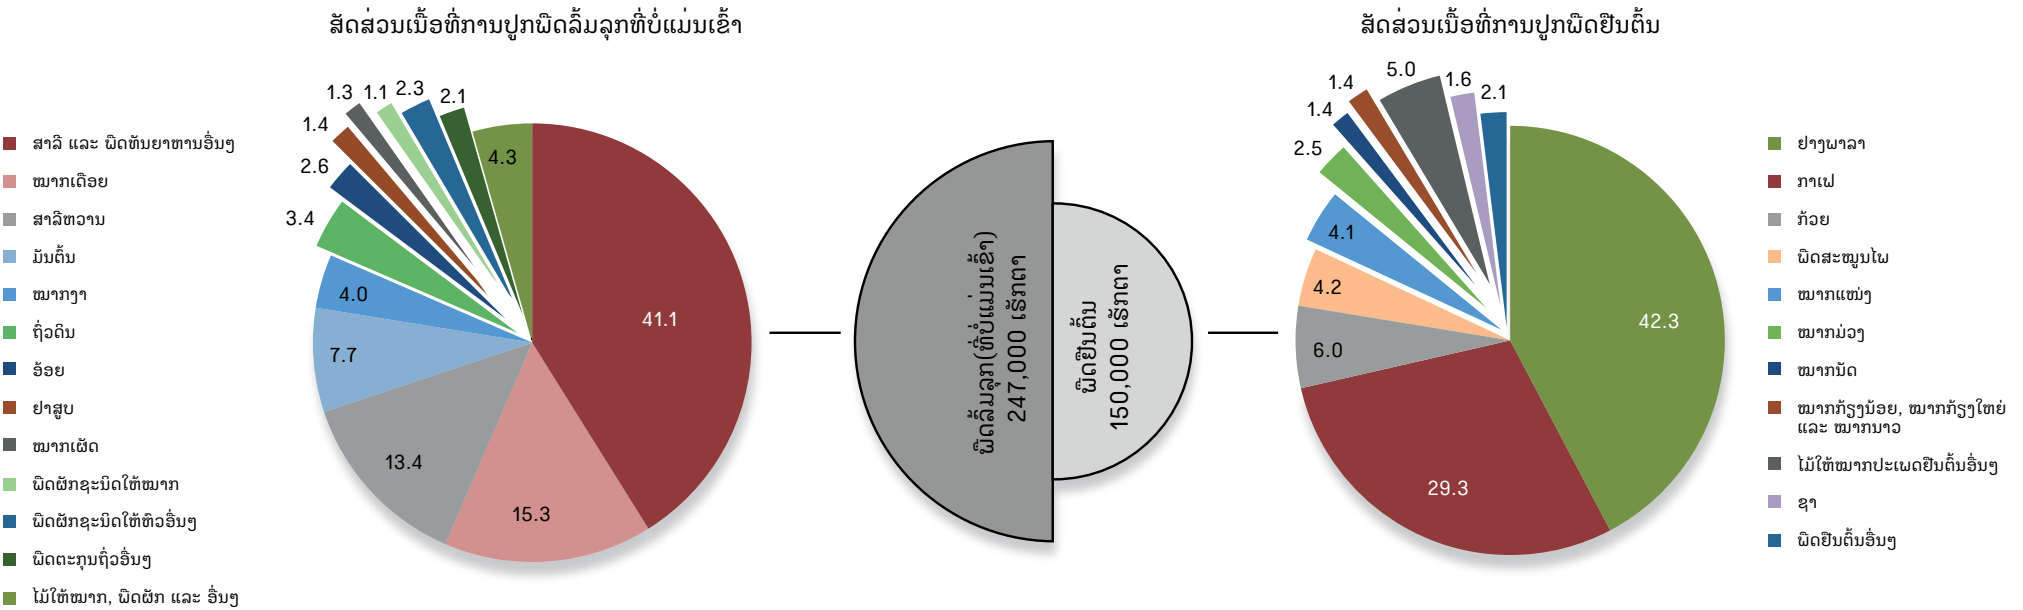 ສັດສ່ວນເນື້ອທີ່ການປູກພືດລົ້ມລຸກທີ່ບໍ່ແມ່ນເຂົ້າ
ສາລີ ແລະ ພືດທັນຍາຫານອື່ນໆ
ໝາກເດືອຍ
ສາລີຫວານ
ມັນຕົ້ນ
ໝາກງາ
ຖົ່ວດິນ
ອ້ອຍ
ຢາສູບ
ໝາກເຜັດ
ພືດຜັກຊະນິດໃຫ້ໝາກ
ພືດຜັກຊະນິດໃຫ້ຫົວອື່ນໆ
ພືດຕະກຸນຖົ່ວອື່ນໆ
ໄມ້ໃຫ້ໝາກ, ພືດຜັກ ແລະ ອື່ນໆ
41.1
15.3
13.4
7.7
4.0
3.4
2.6
1.4
1.3
1.1
2.3
2.1
4.3
ພືດລົ້ມລຸກ(ທີ່ບໍ່ແມ່ນເຂົ້າ)
247,000 ເຮັກຕາ
ພືດຢືນຕົ້ນ
150,000 ເຮັກຕາ
ສັດສ່ວນເນື້ອທີ່ການປູກພືດຢືນຕົ້ນ
42.3
29.3
6.0
4.2
4.1
2.5
1.4
1.4
5.0
1.6
2.1
ຢາງພາລາ
ກາເຟ
ກ້ວຍ
ພືດສະໝູນໄພ
ໝາກແໜ່ງ
ໝາກມ່ວງ
ໝາກນັດ
ໝາກກ້ຽງນ້ອຍ, ໝາກກ້ຽງໃຫຍ່
ແລະ ໝາກນາວ
ໄມ້ໃຫ້ໝາກປະເພດຢືນຕົ້ນອື່ນໆ
ຊາ
ພືດຢືນຕົ້ນອື່ນໆ